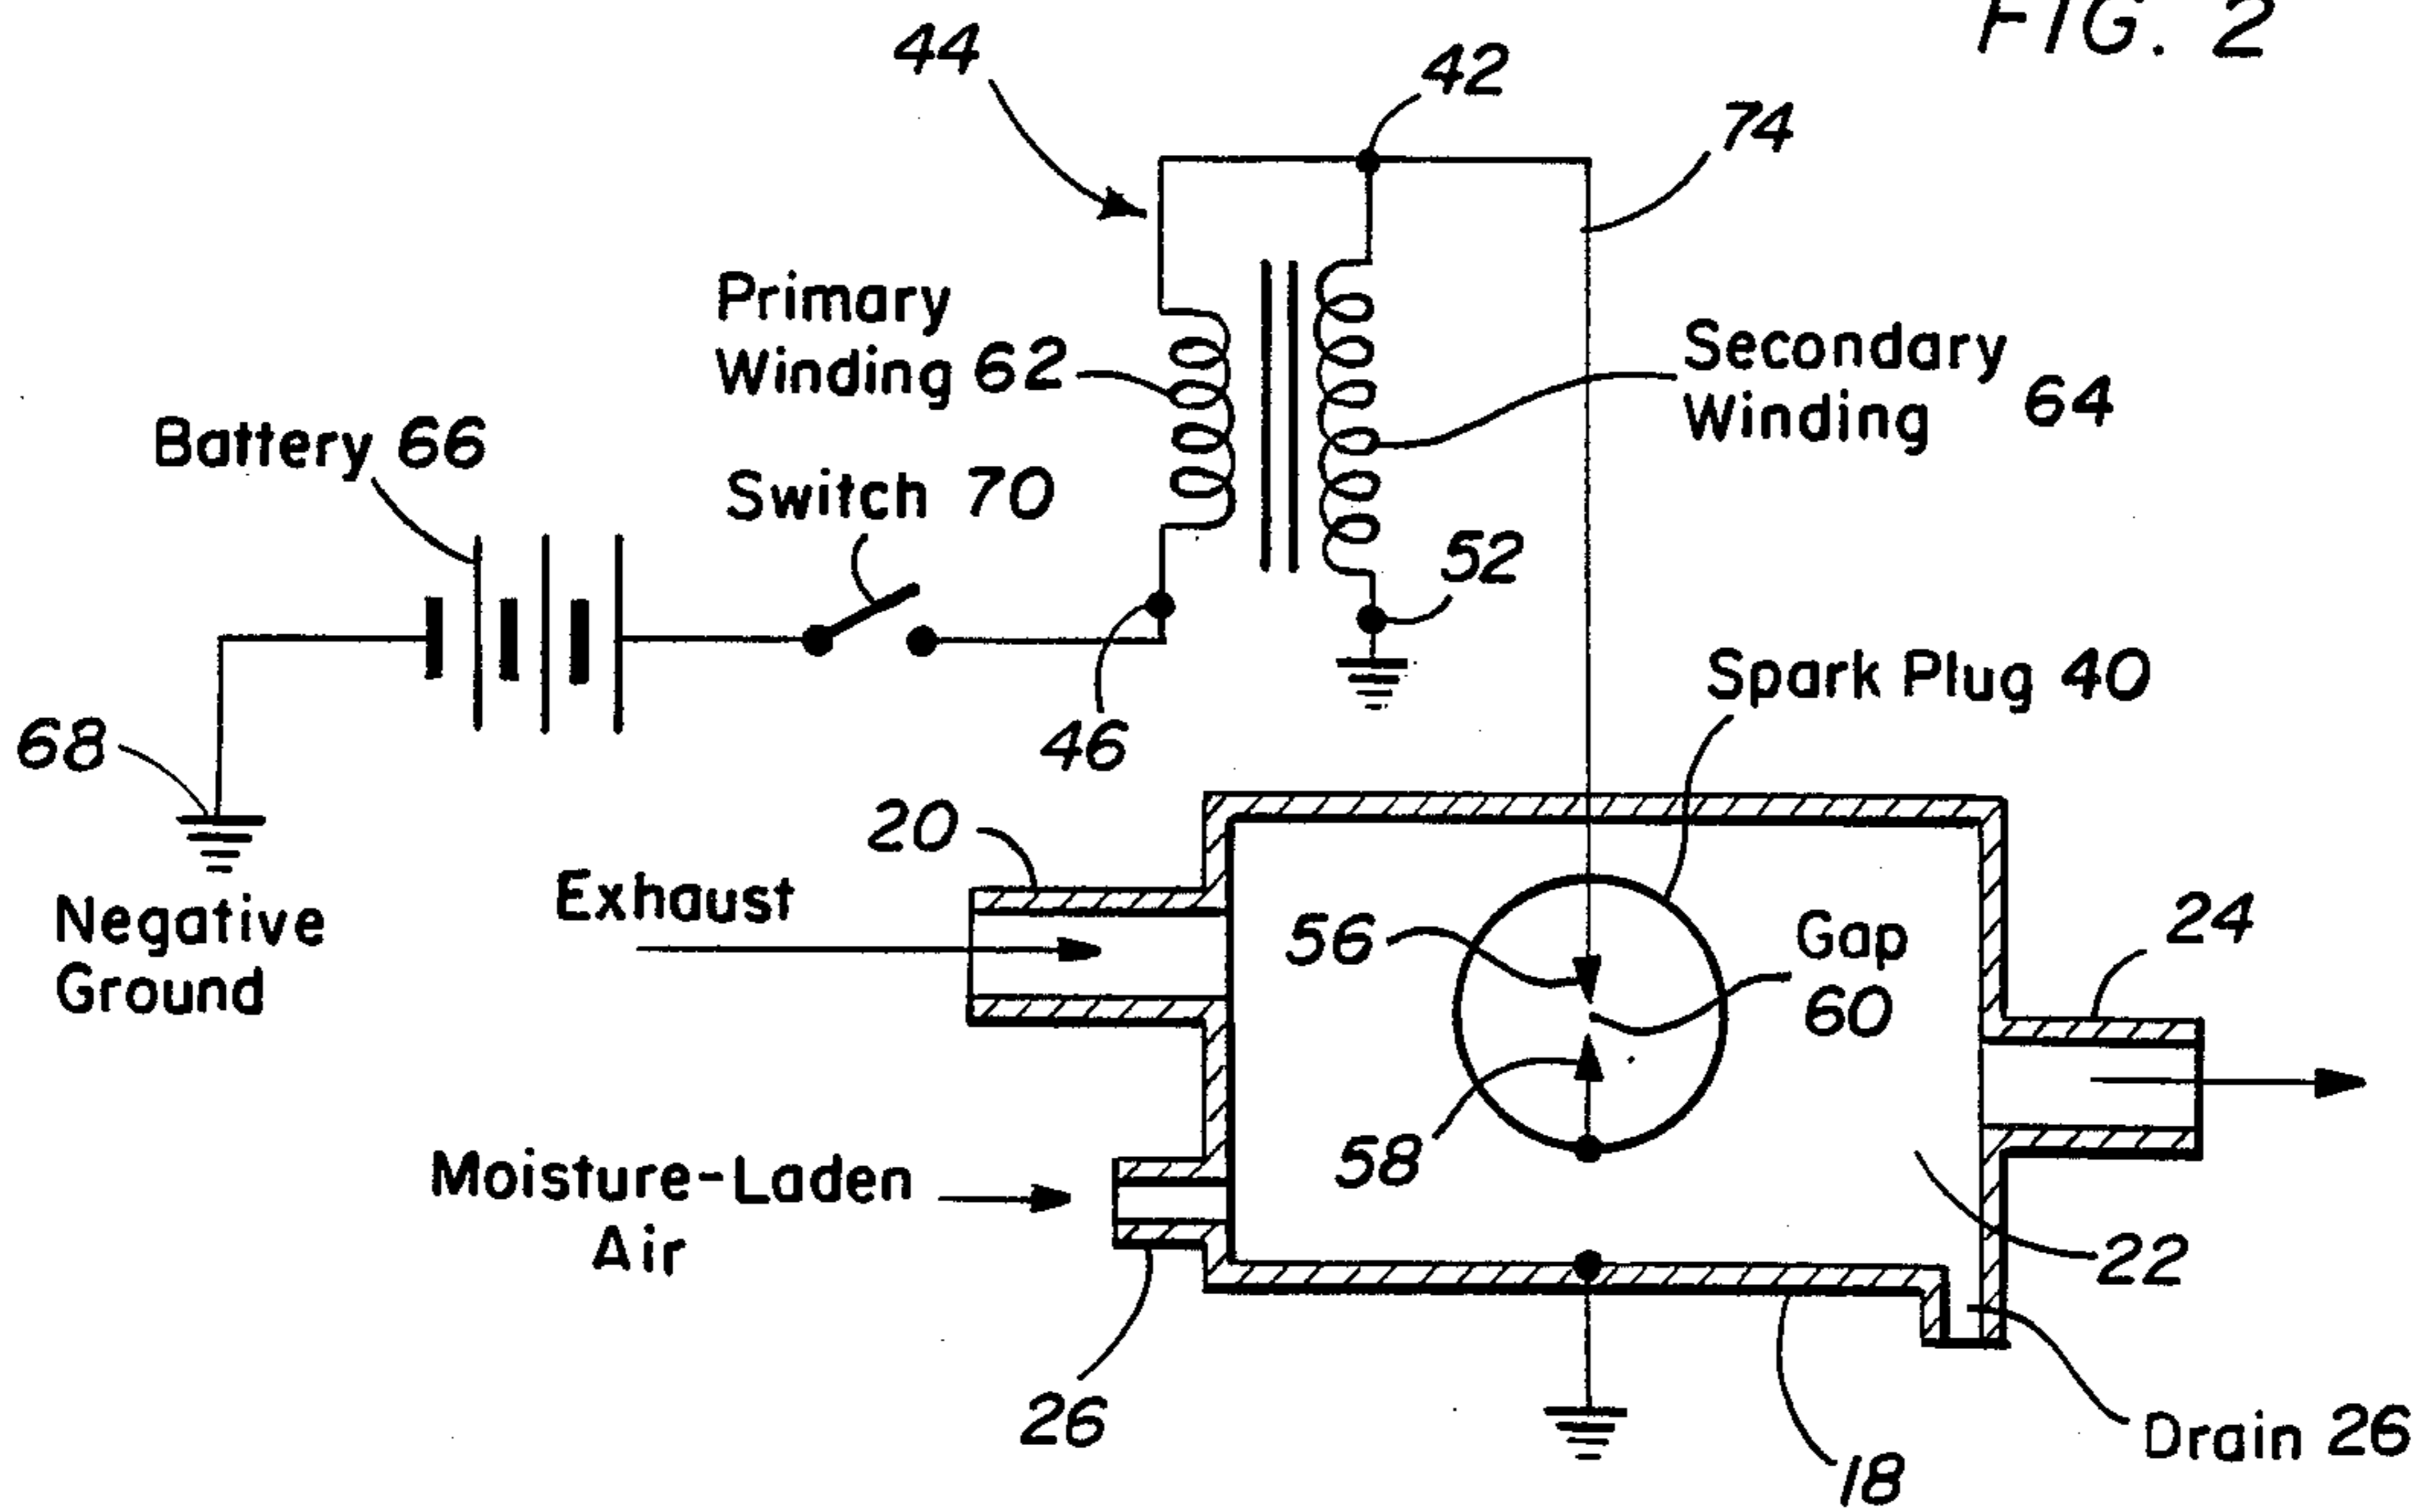 FIG. 2
44
42
74
Primary
Winding 62
Secondary
Winding 64
Battery 66
Switch 70
52
Spark Plug 40
46
68
20
Negative
Ground
Exhaust
56
Gap
60
24
58
Moisture-Laden
Air
22
26
Drain 26
18